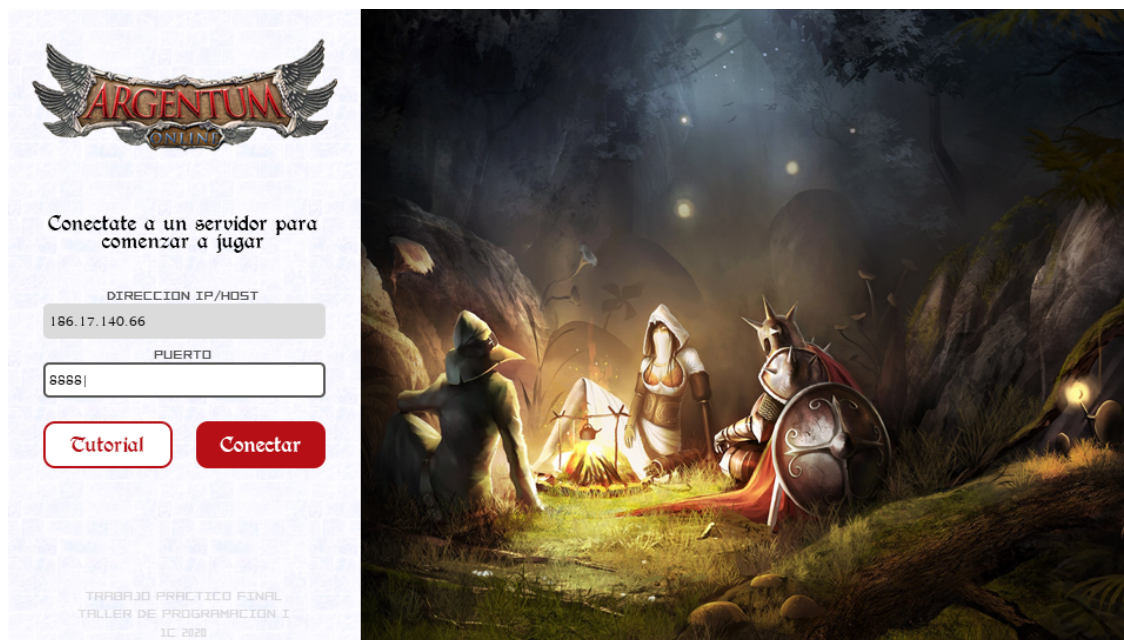 ARGENTUM
ONLINE
Conectate a un servidor para
comenzar a jugar
DIRECCION IP/HOST
186.17.140.66
PUERTO
8888
Tutorial
Conectar
TRABAJO PRACTICO FINAL
TALLER DE PROGRAMACION I
1C 2020